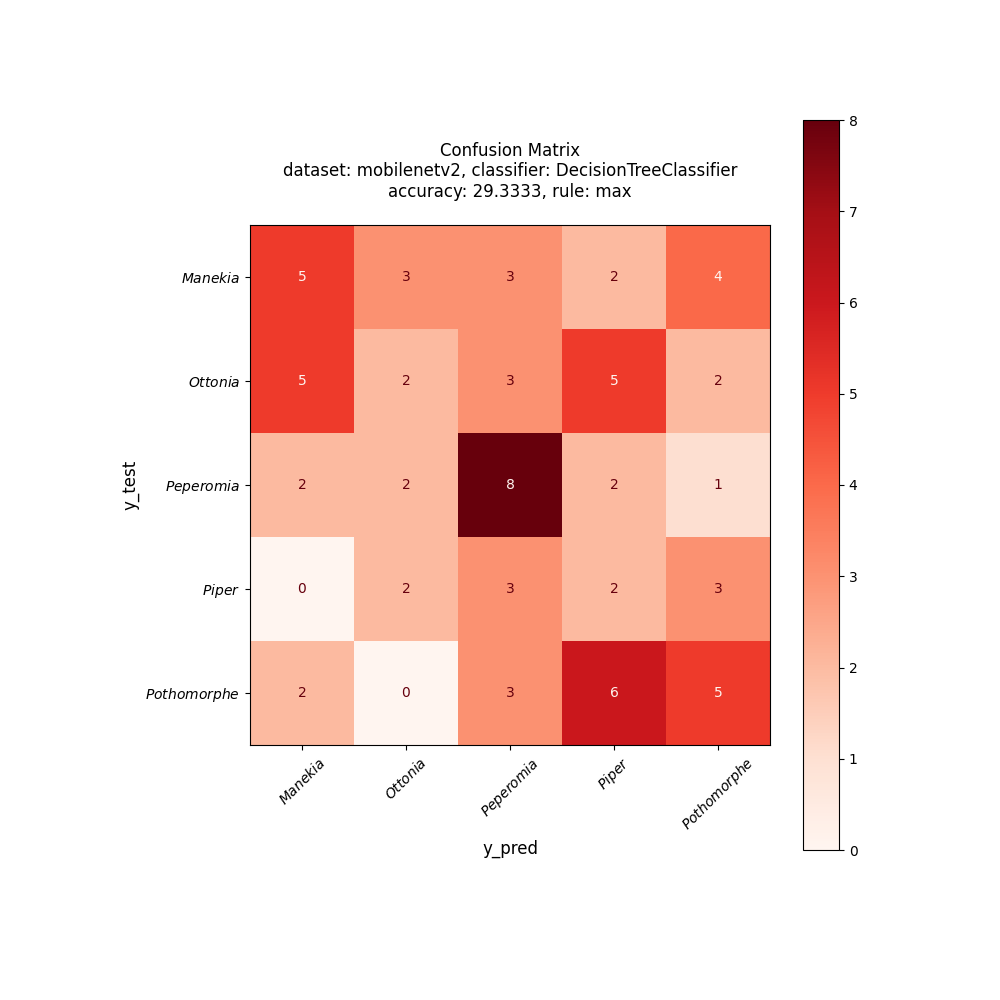 Confusion Matrix
dataset: mobilenetv2, classifier: DecisionTreeClassifier
accuracy: 29.3333, rule: max
Manekia 5 3 3 2 4
Ottonia 5 2 3 5 2
Peperomia 2 2 8 2 1
Piper 0 2 3 2 3
Pothomorphe 2 0 3 6 5
y_test
Manekia Ottonia Peperomia Piper Pothomorphe
y_pred
8
7
6
5
4
3
2
1
0